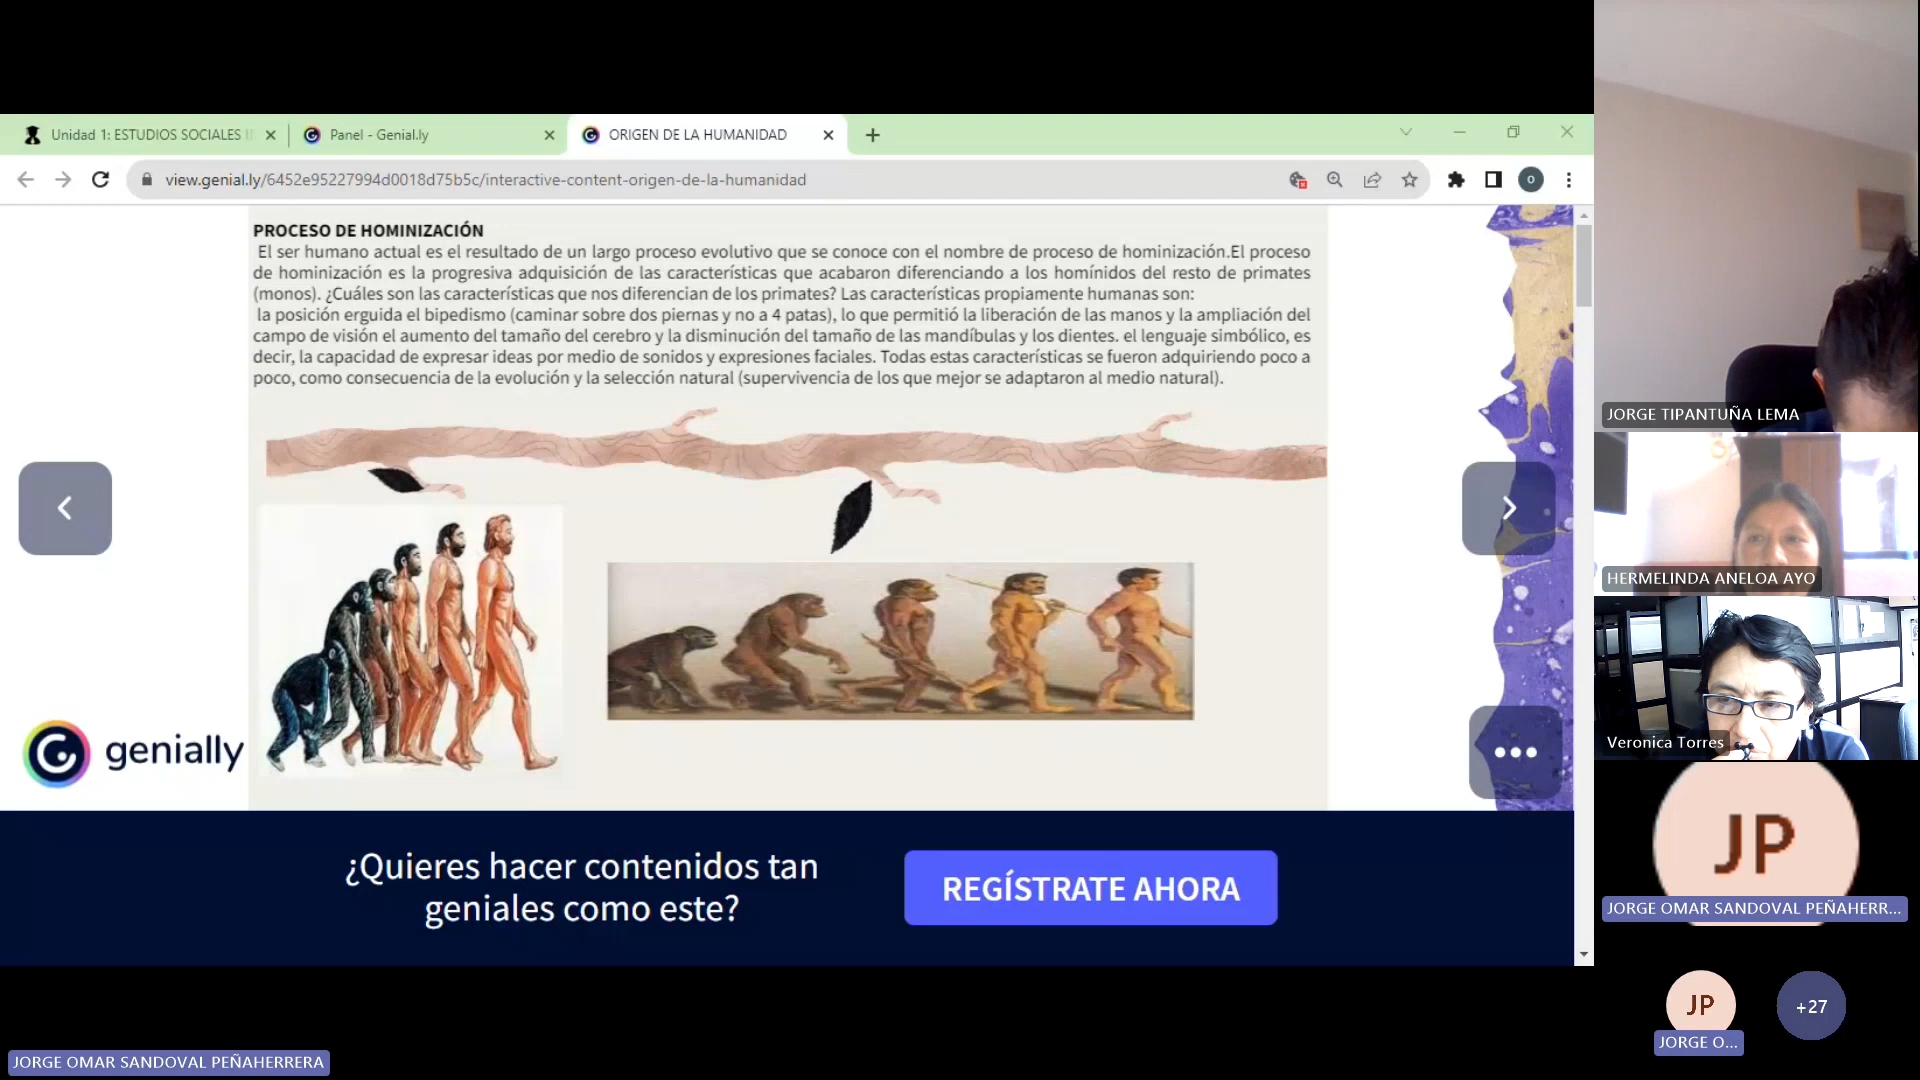 Unidad 1: ESTUDIOS SOCIALES
Panel - Genial.ly
ORIGEN DE LA HUMANIDAD
view.genial.ly/6452e95227994d0018d75b5c/interactive-content-origen-de-la-humanidad
O
PROCESO DE HOMINIZACIÓN
El ser humano actual es el resultado de un largo proceso evolutivo que se conoce con el nombre de proceso de hominización.El proceso
de hominización es la progresiva adquisición de las características que acabaron diferenciando a los homínidos del resto de primates
(monos). ¿Cuáles son las características que nos diferencian de los primates? Las características propiamente humanas son:
la posición erguida el bipedismo (caminar sobre dos piernas y no a 4 patas), lo que permitió la liberación de las manos y la ampliación del
campo de visión el aumento del tamaño del cerebro y la disminución del tamaño de las mandíbulas y los dientes. el lenguaje simbólico, es
decir, la capacidad de expresar ideas por medio de sonidos y expresiones faciales. Todas estas características se fueron adquiriendo poco a
poco, como consecuencia de la evolución y la selección natural (supervivencia de los que mejor se adaptaron al medio natural).
genially
¿Quieres hacer contenidos tan
geniales como este?
REGÍSTRATE AHORA
JORGE TIPANTUÑA LEMA
HERMELINDA ANELOA AYO
Veronica Torres
JP
JORGE OMAR SANDOVAL PEÑAHERR...
JP
JORGE O...
+27
JORGE OMAR SANDOVAL PEÑAHERRERA